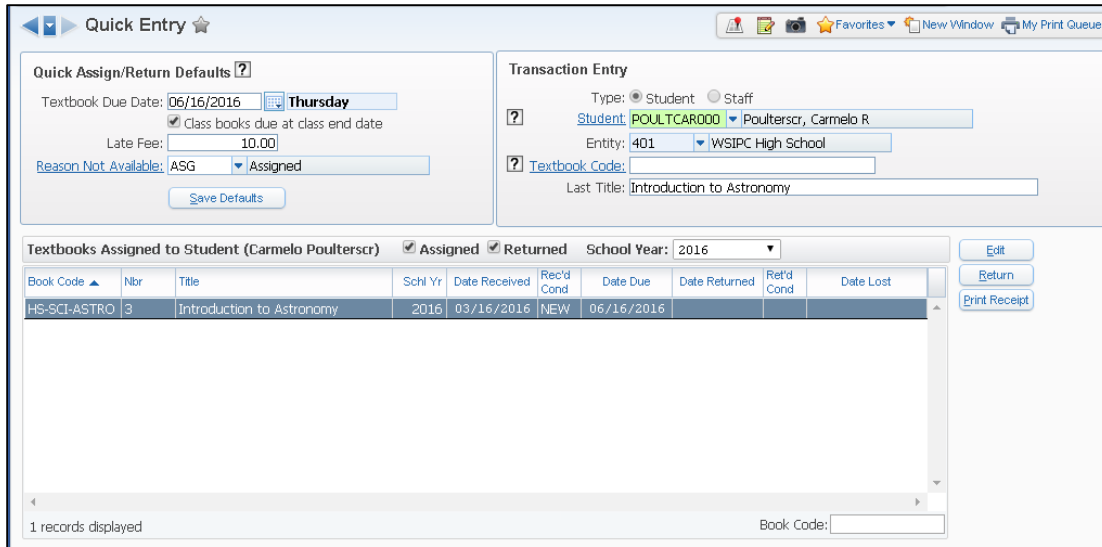 Quick Entry
Favorites New Window My Print Queue
Quick Assign/Return Defaults ?
Textbook Due Date: 06/16/2016 Thursday
Class books due at class end date
Late Fee: 10.00
Reason Not Available: ASG Assigned
Save Defaults
Transaction Entry
Type: Student Staff
? Student: POULTCAR000 Poulterscr, Carmelo R
Entity: 401 WSIPC High School
? Textbook Code:
Last Title: Introduction to Astronomy
Textbooks Assigned to Student (Carmelo Poulterscr) Assigned Returned School Year: 2016
Edit
Return
Print Receipt
Book Code Nbr Title Schl Yr Date Received Rec'd Cond Date Due Date Returned Ret'd Cond Date Lost
HS-SCI-ASTRO 3 Introduction to Astronomy 2016 03/16/2016 NEW 06/16/2016
1 records displayed Book Code: